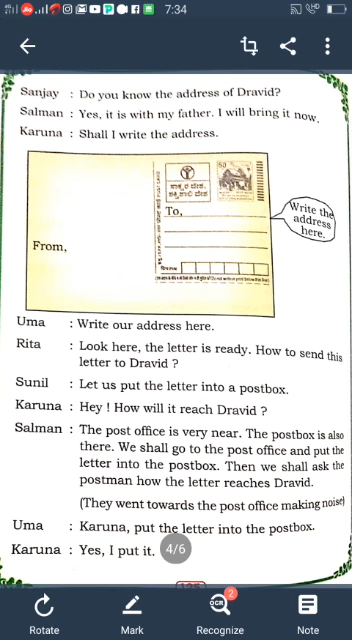 7:34
Sanjay : Do you know the address of Dravid?
Salman : Yes, it is with my father. I will bring it now.
Karuna : Shall I write the address.
To,
From,
Write the
address
here.
Uma : Write our address here.
Rita : Look here, the letter is ready. How to send this
letter to Dravid ?
Sunil : Let us put the letter into a postbox.
Karuna : Hey ! How will it reach Dravid ?
Salman : The post office is very near. The postbox is also
there. We shall go to the post office and put the
letter into the postbox. Then we shall ask the
postman how the letter reaches Dravid.
(They went towards the post office making noise)
Uma : Karuna, put the letter into the postbox.
Karuna : Yes, I put it.
4/6
OCR
2
Rotate Mark Recognize Note